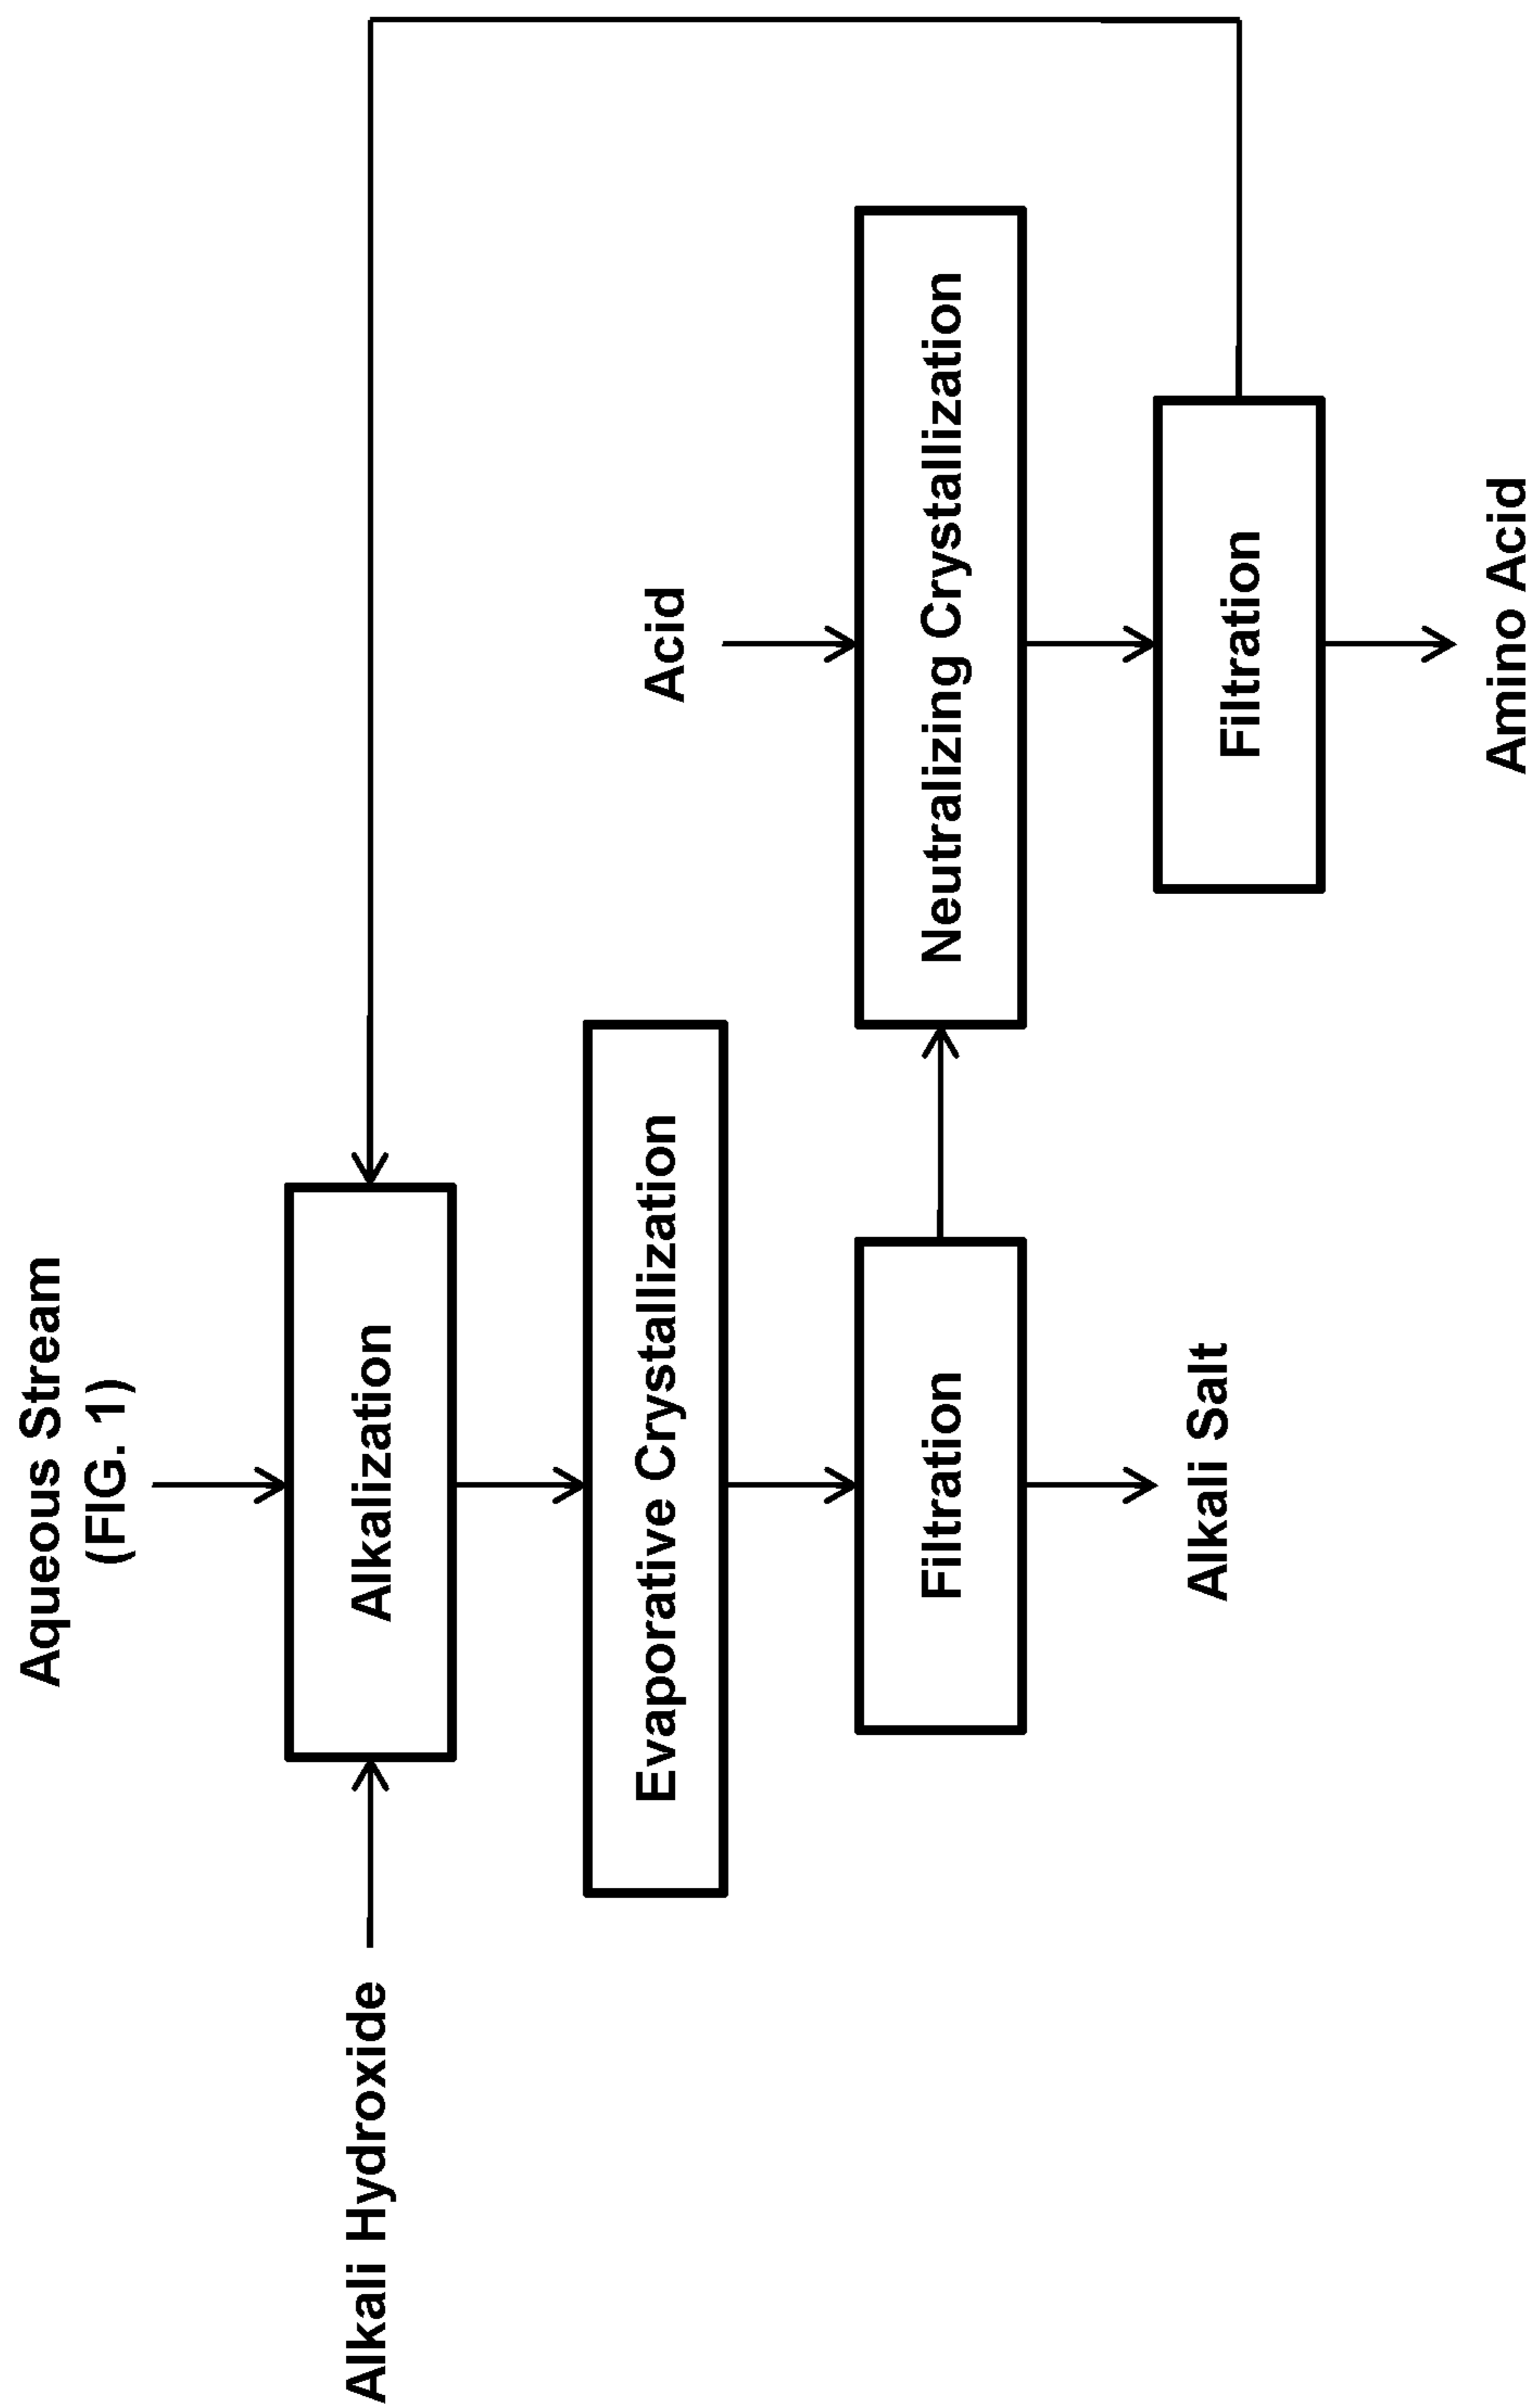 Aqueous Stream
(FIG. 1)
Alkali Hydroxide
Alkalization
Evaporative Crystallization
Acid
Filtration
Neutralizing Crystallization
Alkali Salt
Filtration
Amino Acid